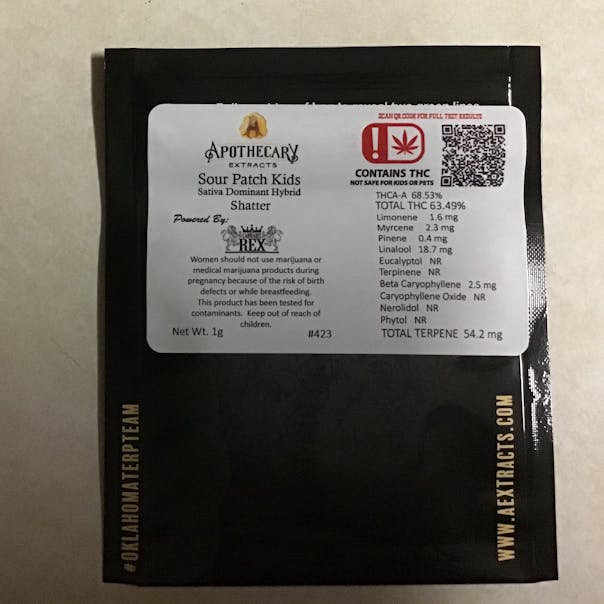 APOTHECARY
EXTRACTS
Sour Patch Kids
Sativa Dominant Hybrid
Shatter
Powered By:
REX
Women should not use marijuana or
medical marijuana products during
pregnancy because of the risk of birth
defects or while breastfeeding.
This product has been tested for
contaminants. Keep out of reach of
children.
Net Wt. 1g
#423
SCAN QR CODE FOR FULL TEST RESULTS
!
CONTAINS THC
NOT SAFE FOR KIDS OR PETS
THCA-A 68.53%
TOTAL THC 63.49%
Limonene 1.6 mg
Myrcene 2.3 mg
Pinene 0.4 mg
Linalool 18.7 mg
Eucalyptol NR
Terpinene NR
Beta Caryophyllene 2.5 mg
Caryophyllene Oxide NR
Nerolidol NR
Phytol NR
TOTAL TERPENE 54.2 mg
#OKLAHOMATERPTEAM
WWW.AEXTRACTS.COM